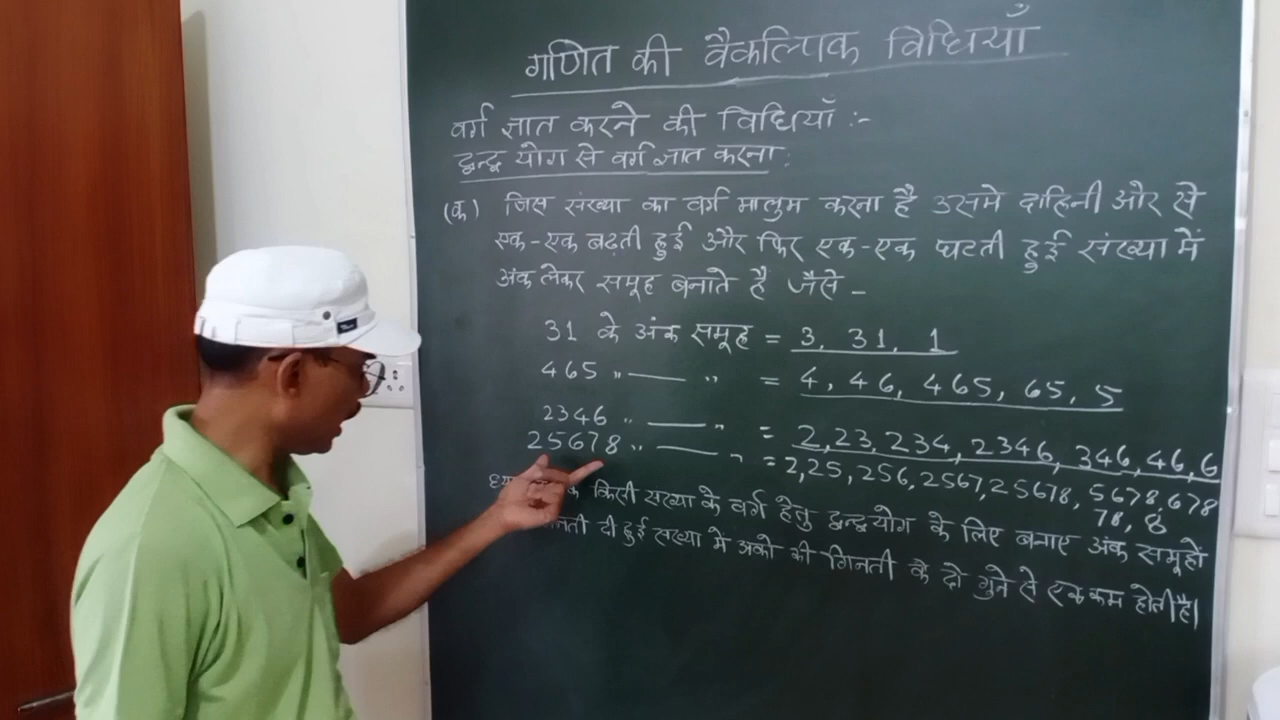 गणित की वैकल्पिक विधियाँ
वर्ग ज्ञात करने की विधियाँ :-
द्वन्द्व योग से वर्ग ज्ञात करना :
(क) जिस संख्या का वर्ग मालुम करना है उसमे दाहिनी ओर से
एक-एक बढ़ती हुई और फिर एक-एक घटती हुई संख्या में
अंक लेकर समूह बनाते है जैसे -
31 के अंक समूह = 3, 31, 1
465 " — " = 4, 46, 465, 65, 5
2346 " — " = 2, 23, 234, 2346, 346, 46, 6
25678 " — " = 2, 25, 256, 2567, 25678, 5678, 678
78, 8
किसी संख्या के वर्ग हेतु द्वन्द्वयोग के लिए बनाए अंक समूहों
दी हुई संख्या मे अंको की गिनती के दो गुने से एक कम होती है।